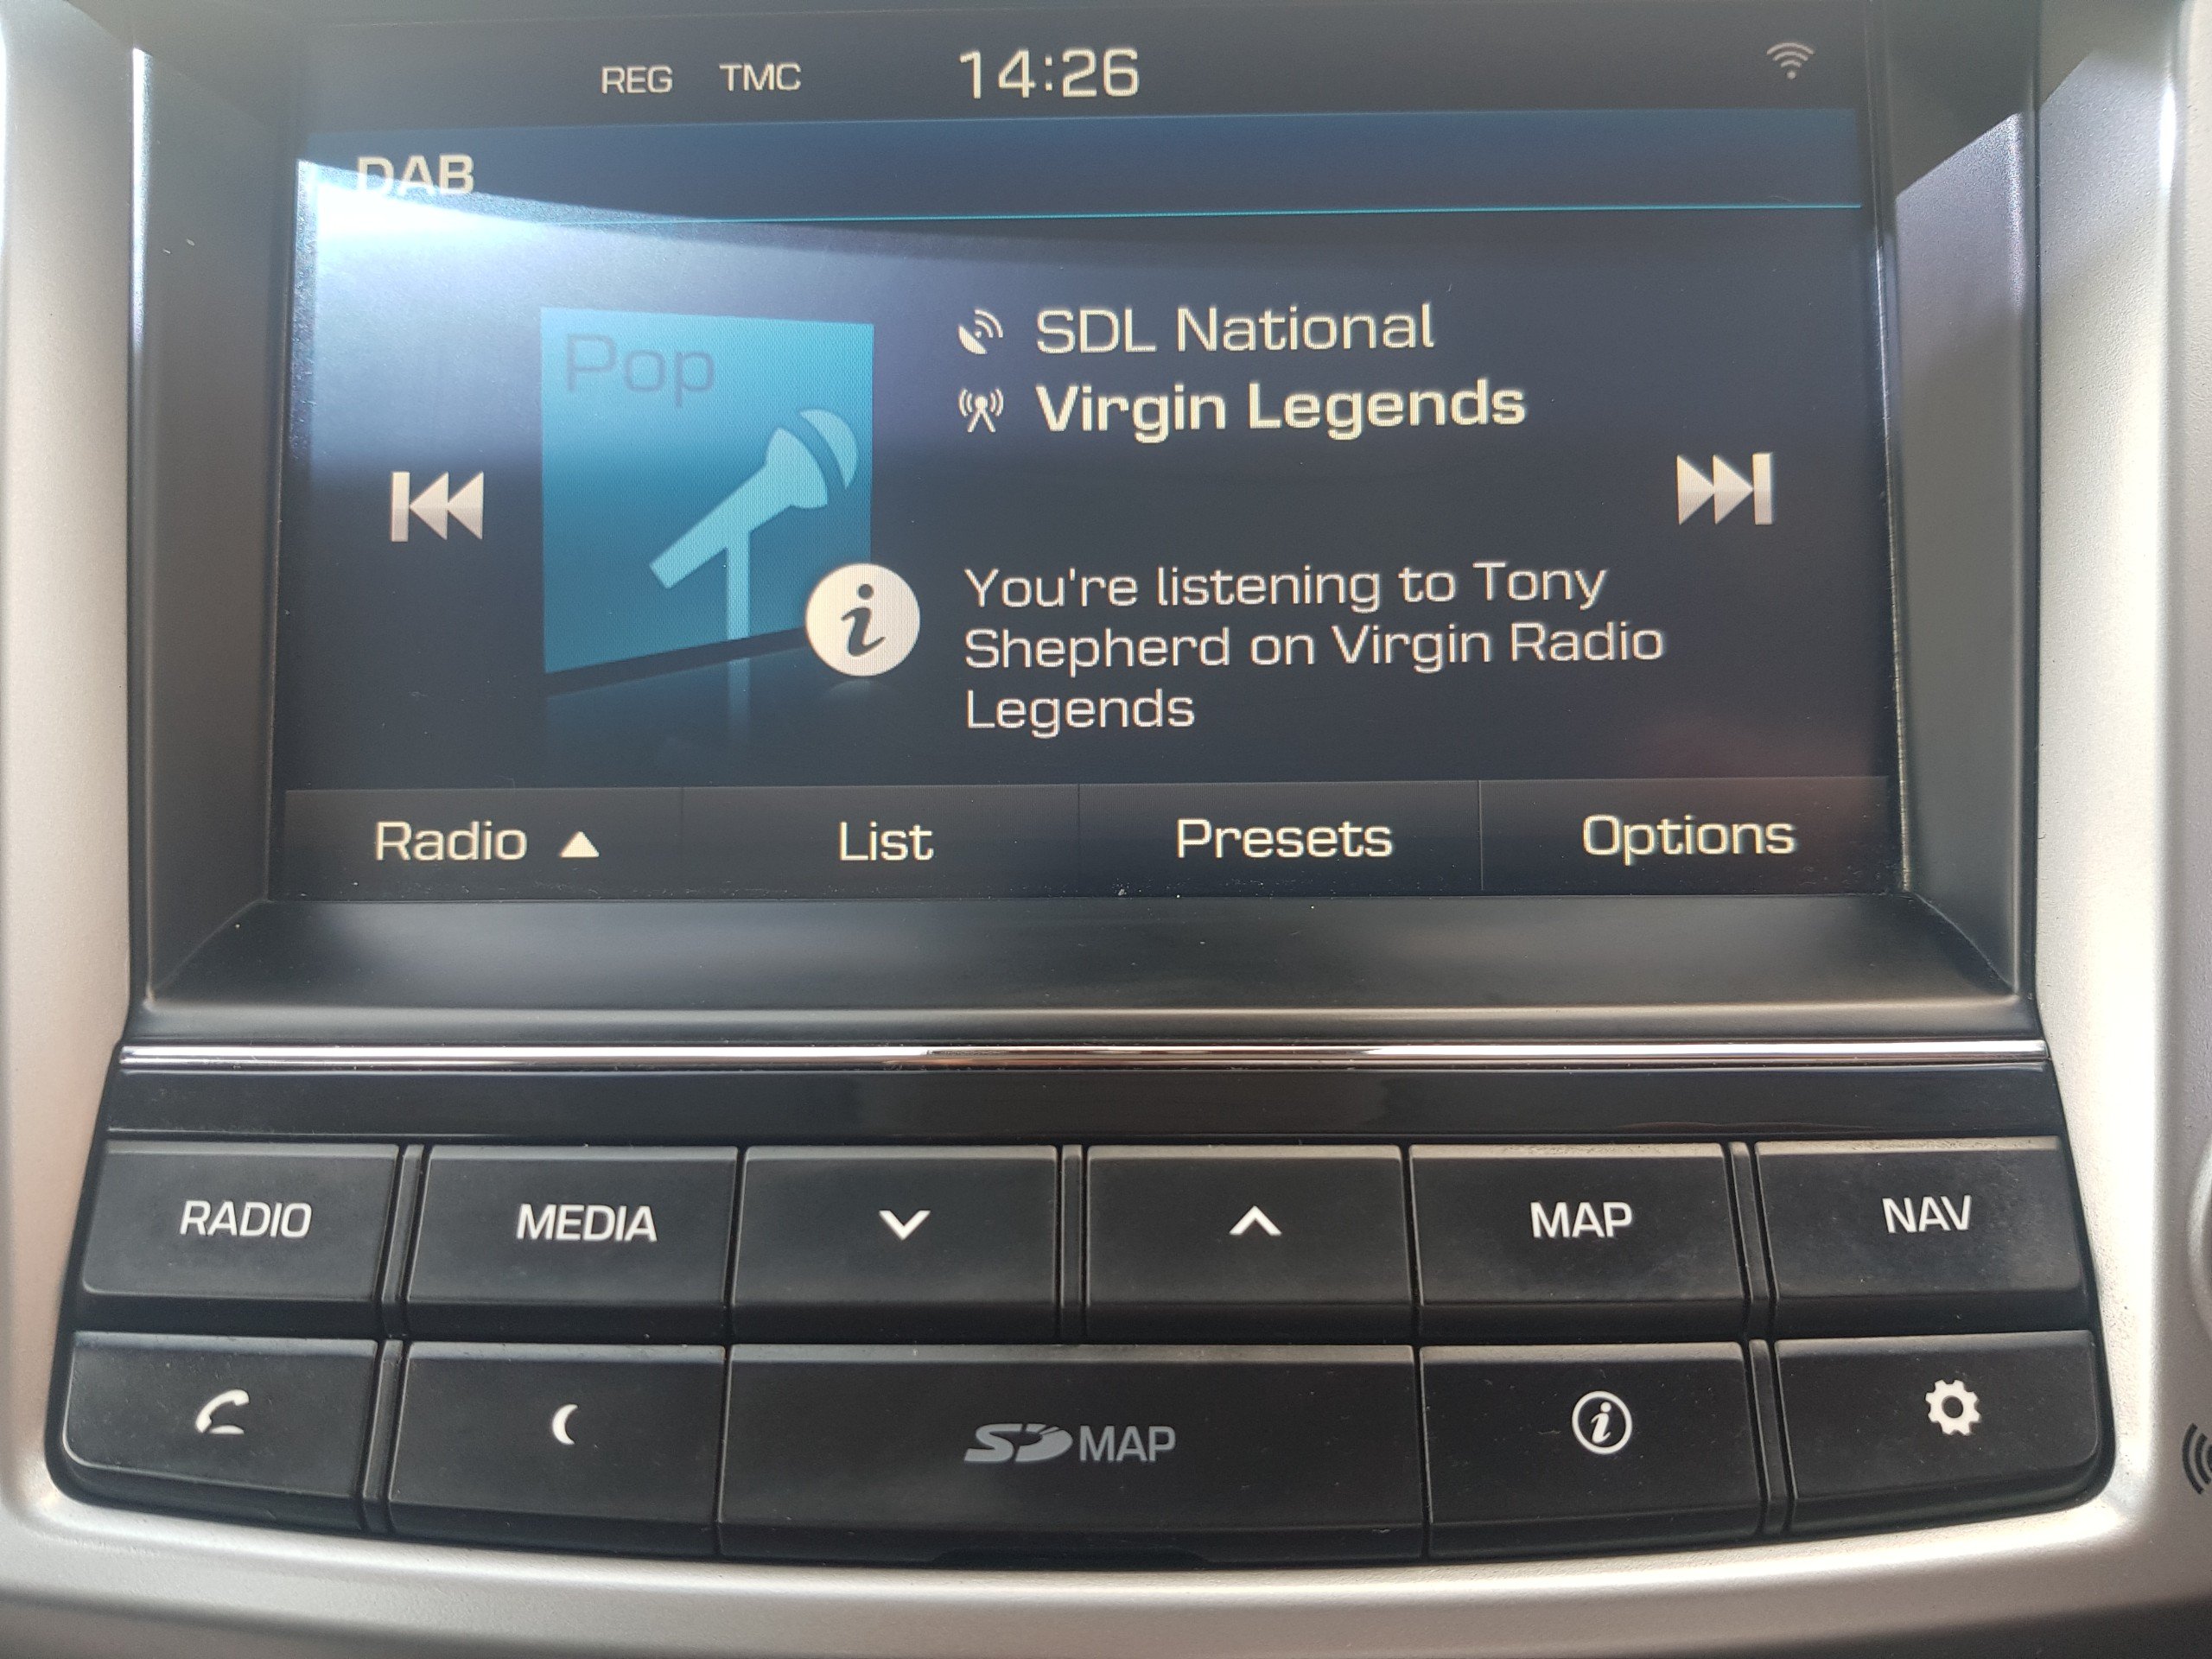 REG TMC 14:26
DAB
Pop
SDL National
Virgin Legends
You're listening to Tony
Shepherd on Virgin Radio
Legends
Radio List Presets Options
RADIO MEDIA MAP NAV
SD MAP